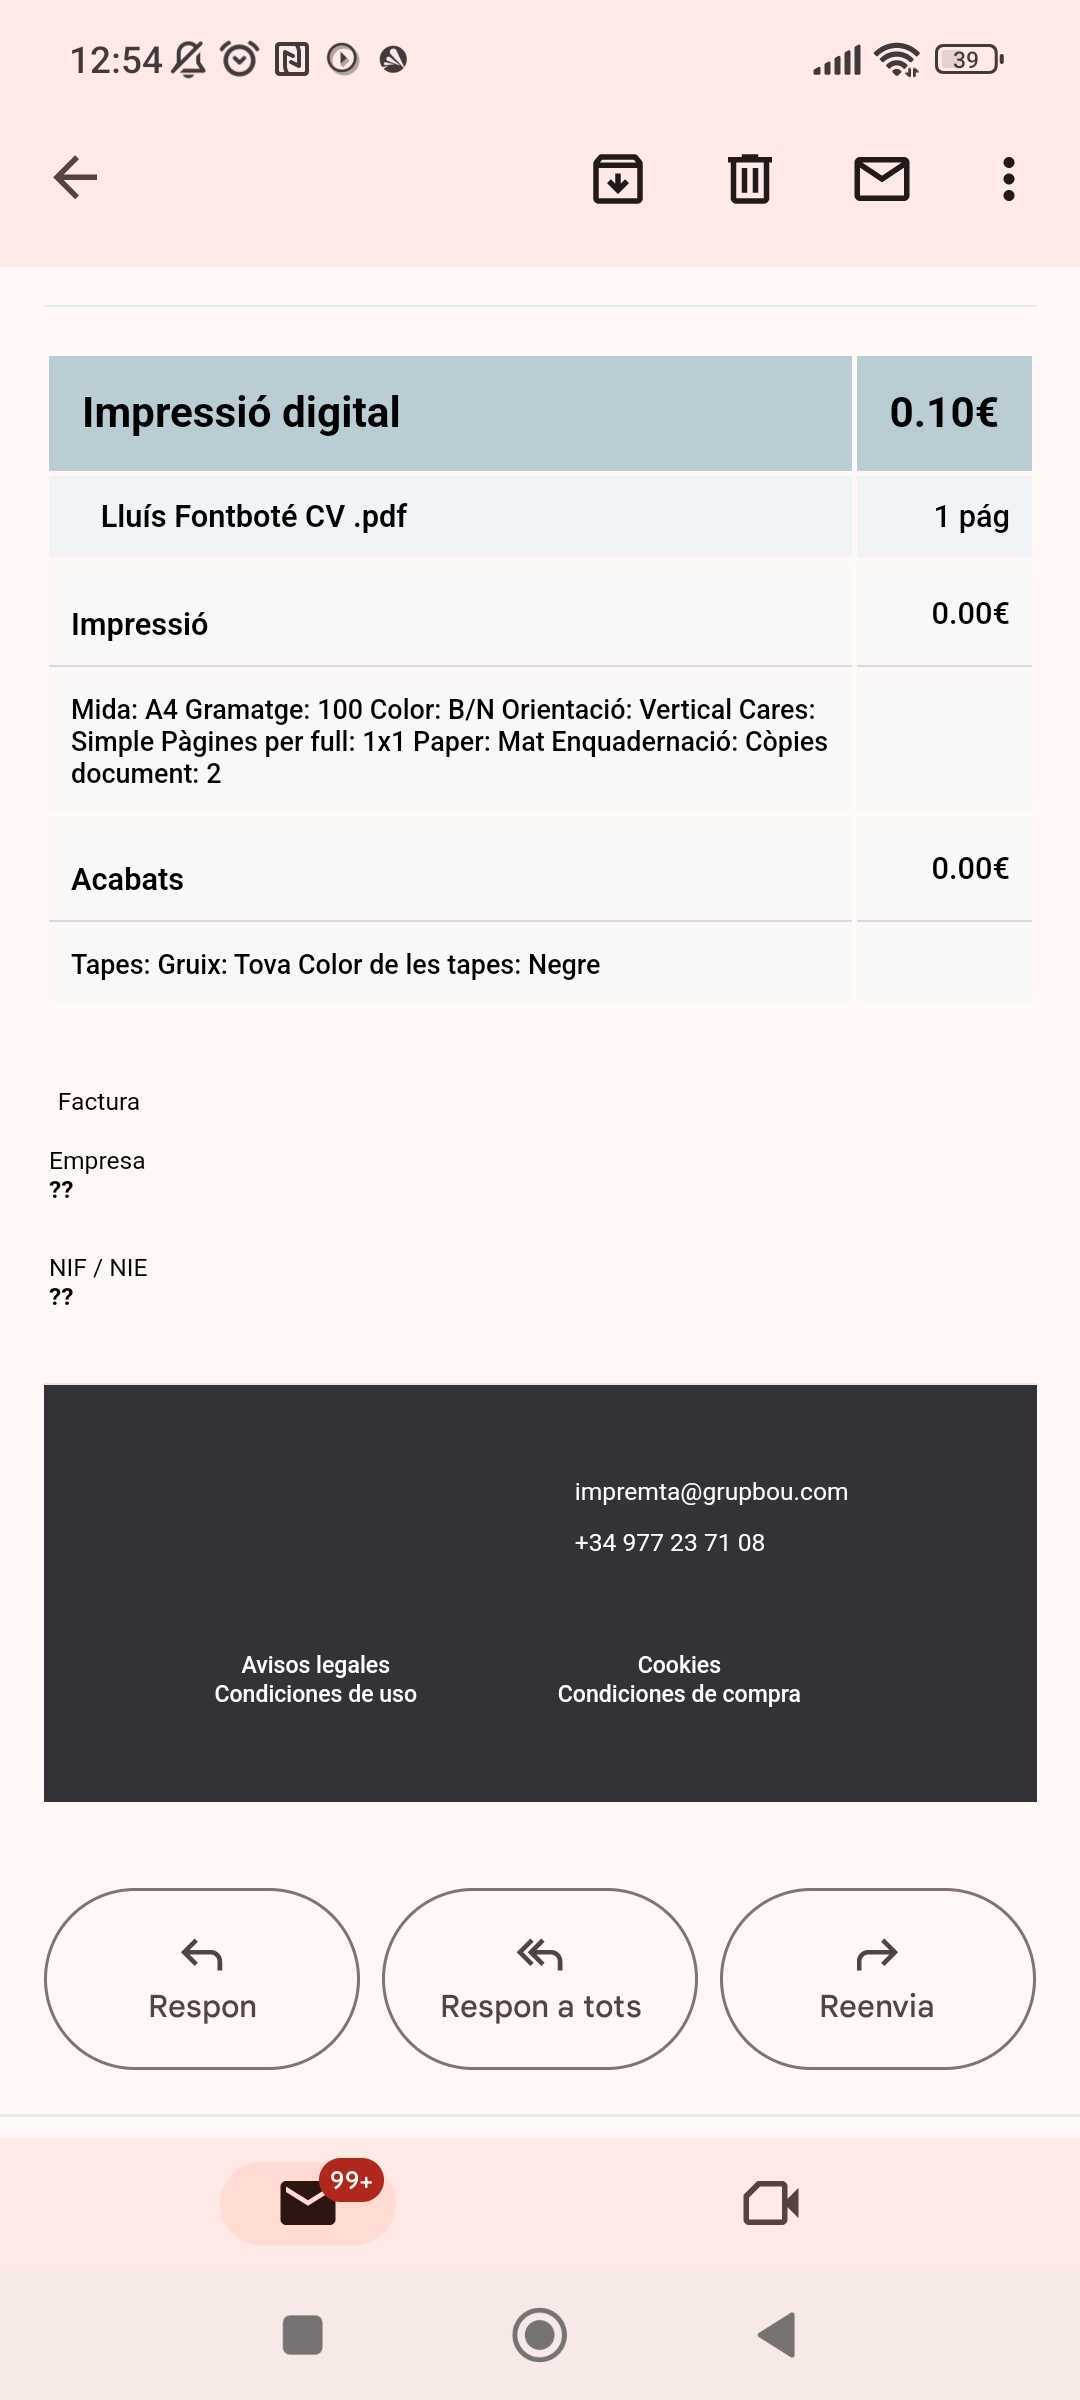 12:54
39
Impressió digital 0.10€
Lluís Fontboté CV .pdf 1 pág
Impressió 0.00€
Mida: A4 Gramatge: 100 Color: B/N Orientació: Vertical Cares:
Simple Pàgines per full: 1x1 Paper: Mat Enquadernació: Còpies
document: 2
Acabats 0.00€
Tapes: Gruix: Tova Color de les tapes: Negre
Factura
Empresa
??
NIF / NIE
??
impremta@grupbou.com
+34 977 23 71 08
Avisos legales Cookies
Condiciones de uso Condiciones de compra
Respon Respon a tots Reenvia
99+